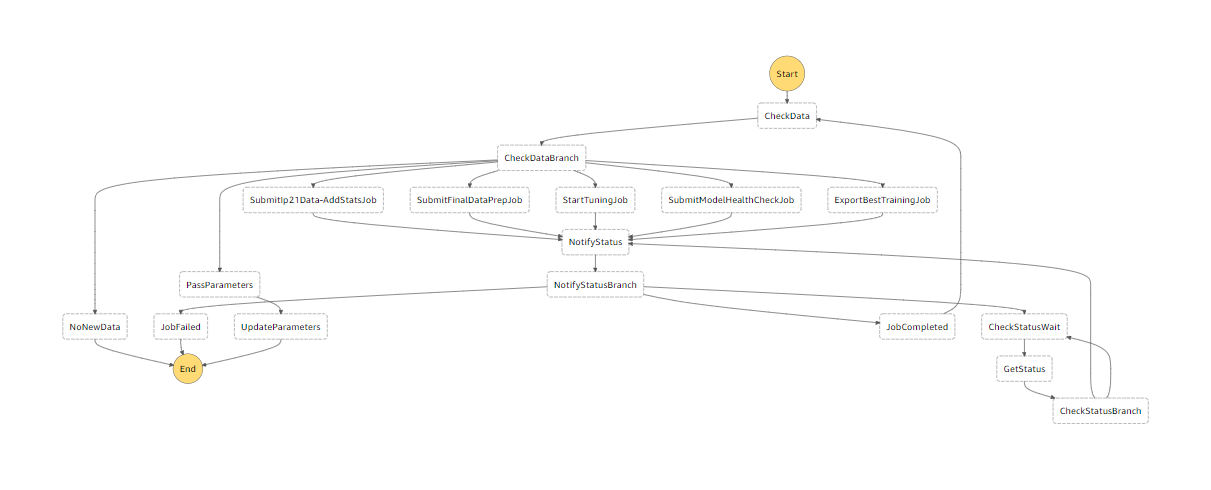 Start
CheckData
CheckDataBranch
SubmitIp21Data-AddStatsJob
SubmitFinalDataPrepJob
StartTuningJob
SubmitModelHealthCheckJob
ExportBestTrainingJob
NotifyStatus
PassParameters
NotifyStatusBranch
NoNewData
JobFailed
UpdateParameters
JobCompleted
CheckStatusWait
End
GetStatus
CheckStatusBranch